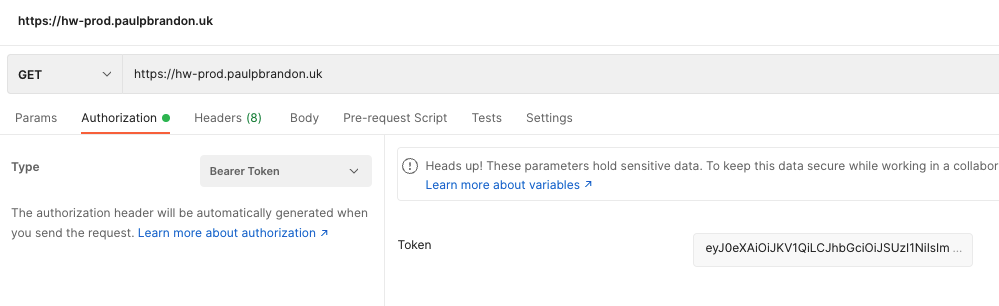 https://hw-prod.paulpbrandon.uk
GET https://hw-prod.paulpbrandon.uk
Params Authorization Headers (8) Body Pre-request Script Tests Settings
Type Bearer Token
The authorization header will be automatically generated when
you send the request. Learn more about authorization ↗
Heads up! These parameters hold sensitive data. To keep this data secure while working in a collabor
Learn more about variables ↗
Token eyJ0eXAiOiJKV1QiLCJhbGciOiJSUzI1NiIsIm ...